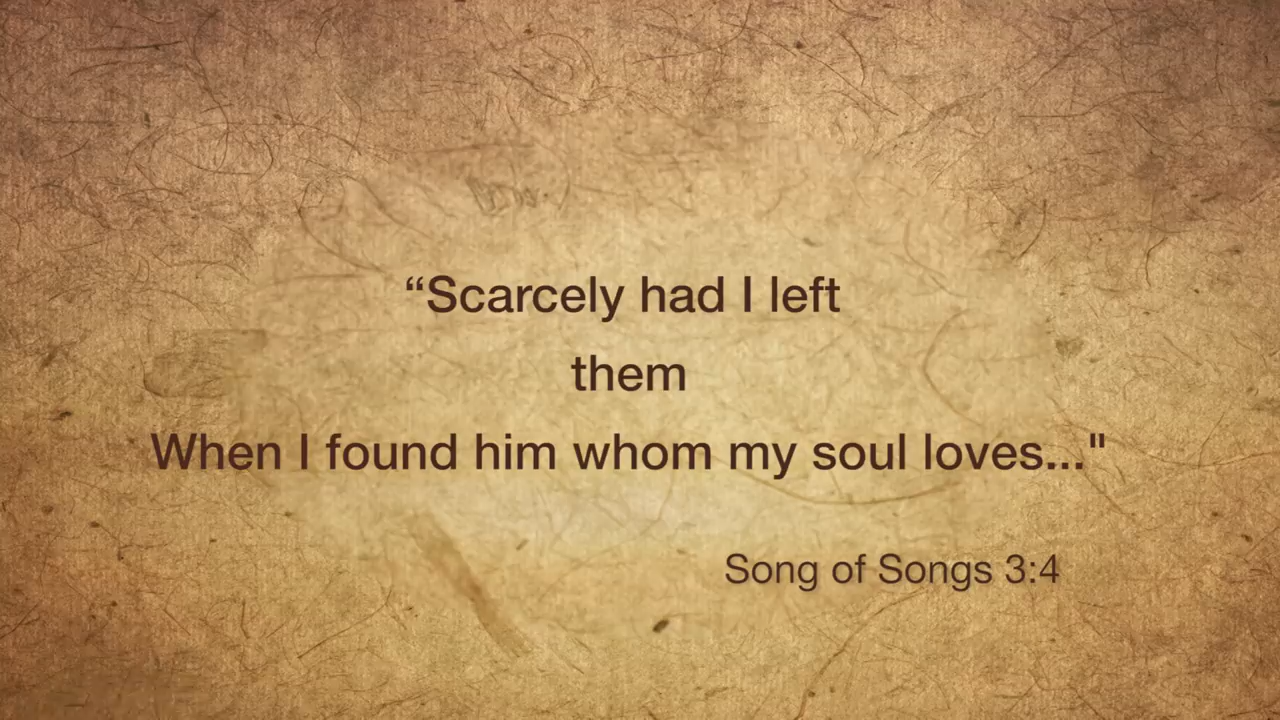 “Scarcely had I left
them
When I found him whom my soul loves..."
Song of Songs 3:4